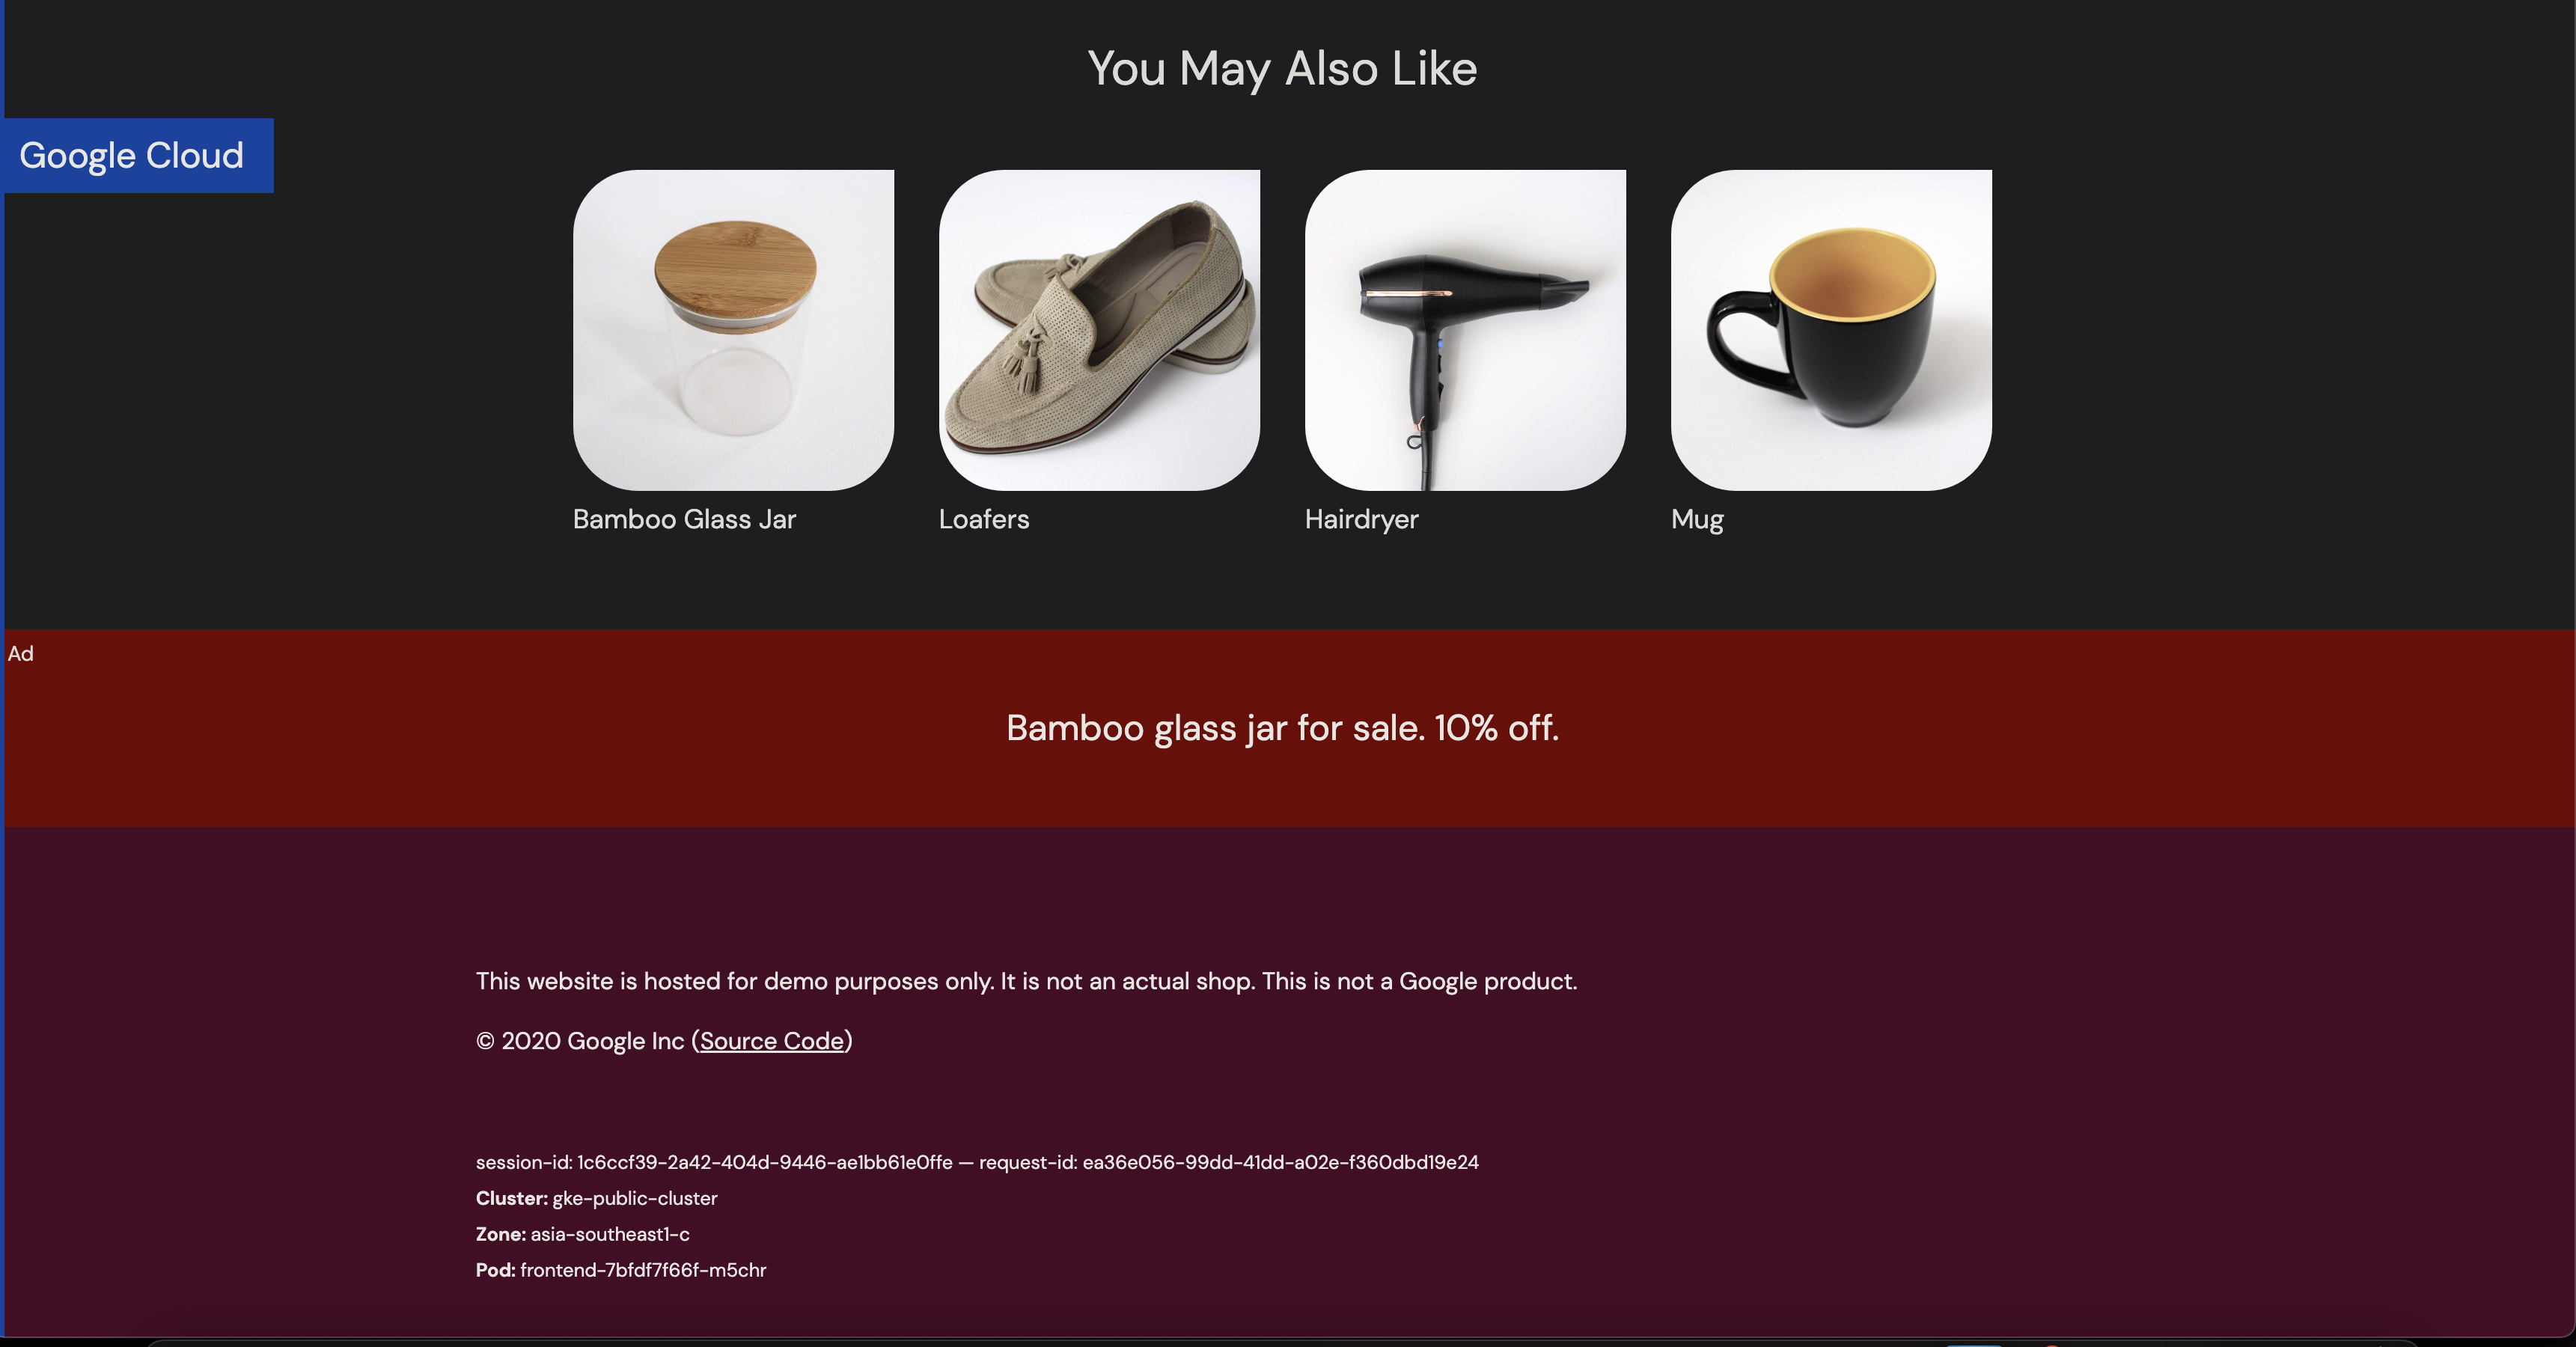 You May Also Like
Google Cloud
Bamboo Glass Jar
Loafers
Hairdryer
Mug
Ad
Bamboo glass jar for sale. 10% off.
This website is hosted for demo purposes only. It is not an actual shop. This is not a Google product.
© 2020 Google Inc (Source Code)
session-id: 1c6ccf39-2a42-404d-9446-ae1bb61e0ffe — request-id: ea36e056-99dd-41dd-a02e-f360dbd19e24
Cluster: gke-public-cluster
Zone: asia-southeast1-c
Pod: frontend-7bfdf7f66f-m5chr